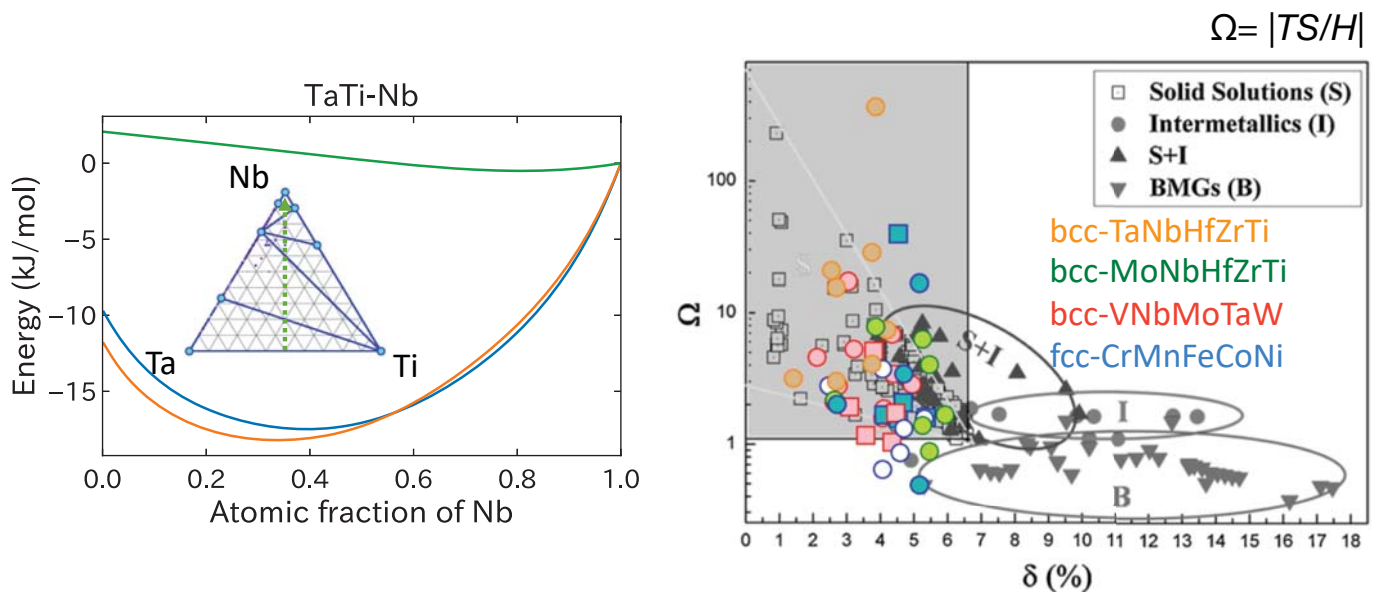 TaTi-Nb
Energy (kJ/mol)
0
−5
−10
−15
Nb
Ta
Ti
0.0 0.2 0.4 0.6 0.8 1.0
Atomic fraction of Nb
Ω= |TS/H|
Solid Solutions (S)
Intermetallics (I)
S+I
BMGs (B)
bcc-TaNbHfZrTi
bcc-MoNbHfZrTi
bcc-VNbMoTaW
fcc-CrMnFeCoNi
Ω
100
10
1
S
S+I
I
B
0 1 2 3 4 5 6 7 8 9 10 11 12 13 14 15 16 17 18
δ (%)